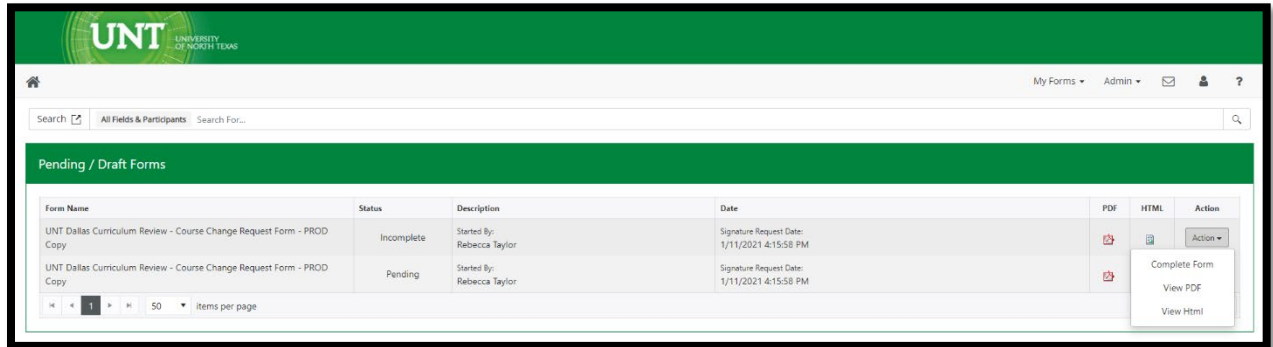 UNT UNIVERSITY
OF NORTH TEXAS
My Forms Admin ?
Search All Fields & Participants Search For...
Pending / Draft Forms
Form Name Status Description Date PDF HTML Action
UNT Dallas Curriculum Review - Course Change Request Form - PROD
Copy
Incomplete
Started By:
Rebecca Taylor
Signature Request Date:
1/11/2021 4:15:58 PM
Action
UNT Dallas Curriculum Review - Course Change Request Form - PROD
Copy
Pending
Started By:
Rebecca Taylor
Signature Request Date:
1/11/2021 4:15:58 PM
Complete Form
View PDF
View Html
1 50 items per page